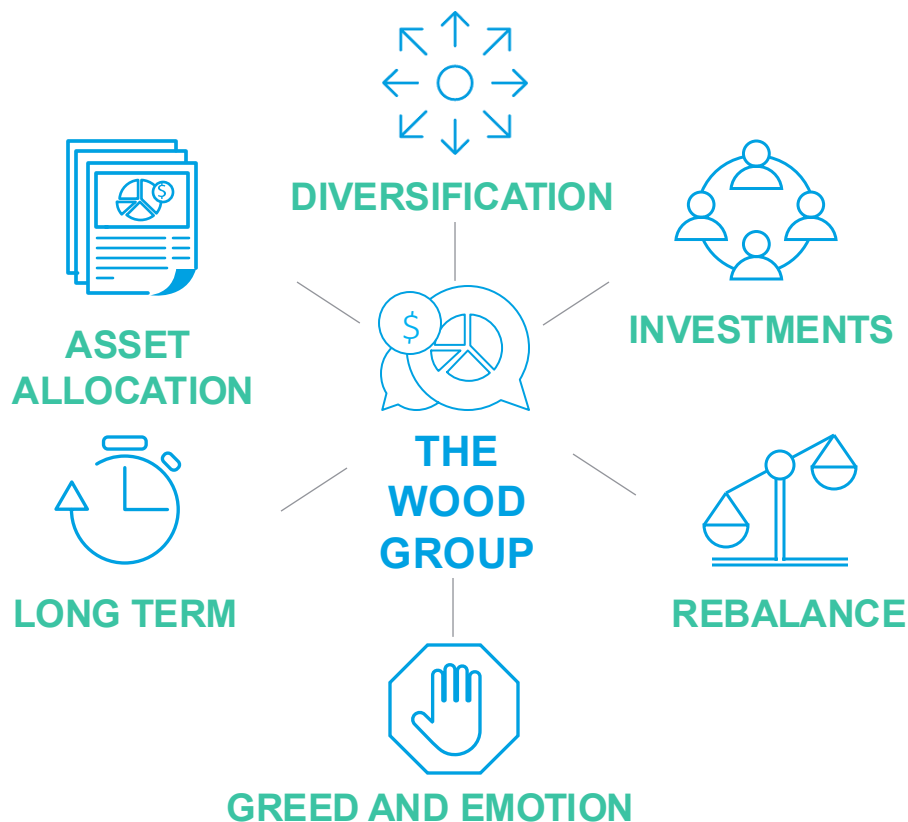 DIVERSIFICATION
ASSET
ALLOCATION
$
INVESTMENTS
$
THE
WOOD
GROUP
LONG TERM
REBALANCE
GREED AND EMOTION